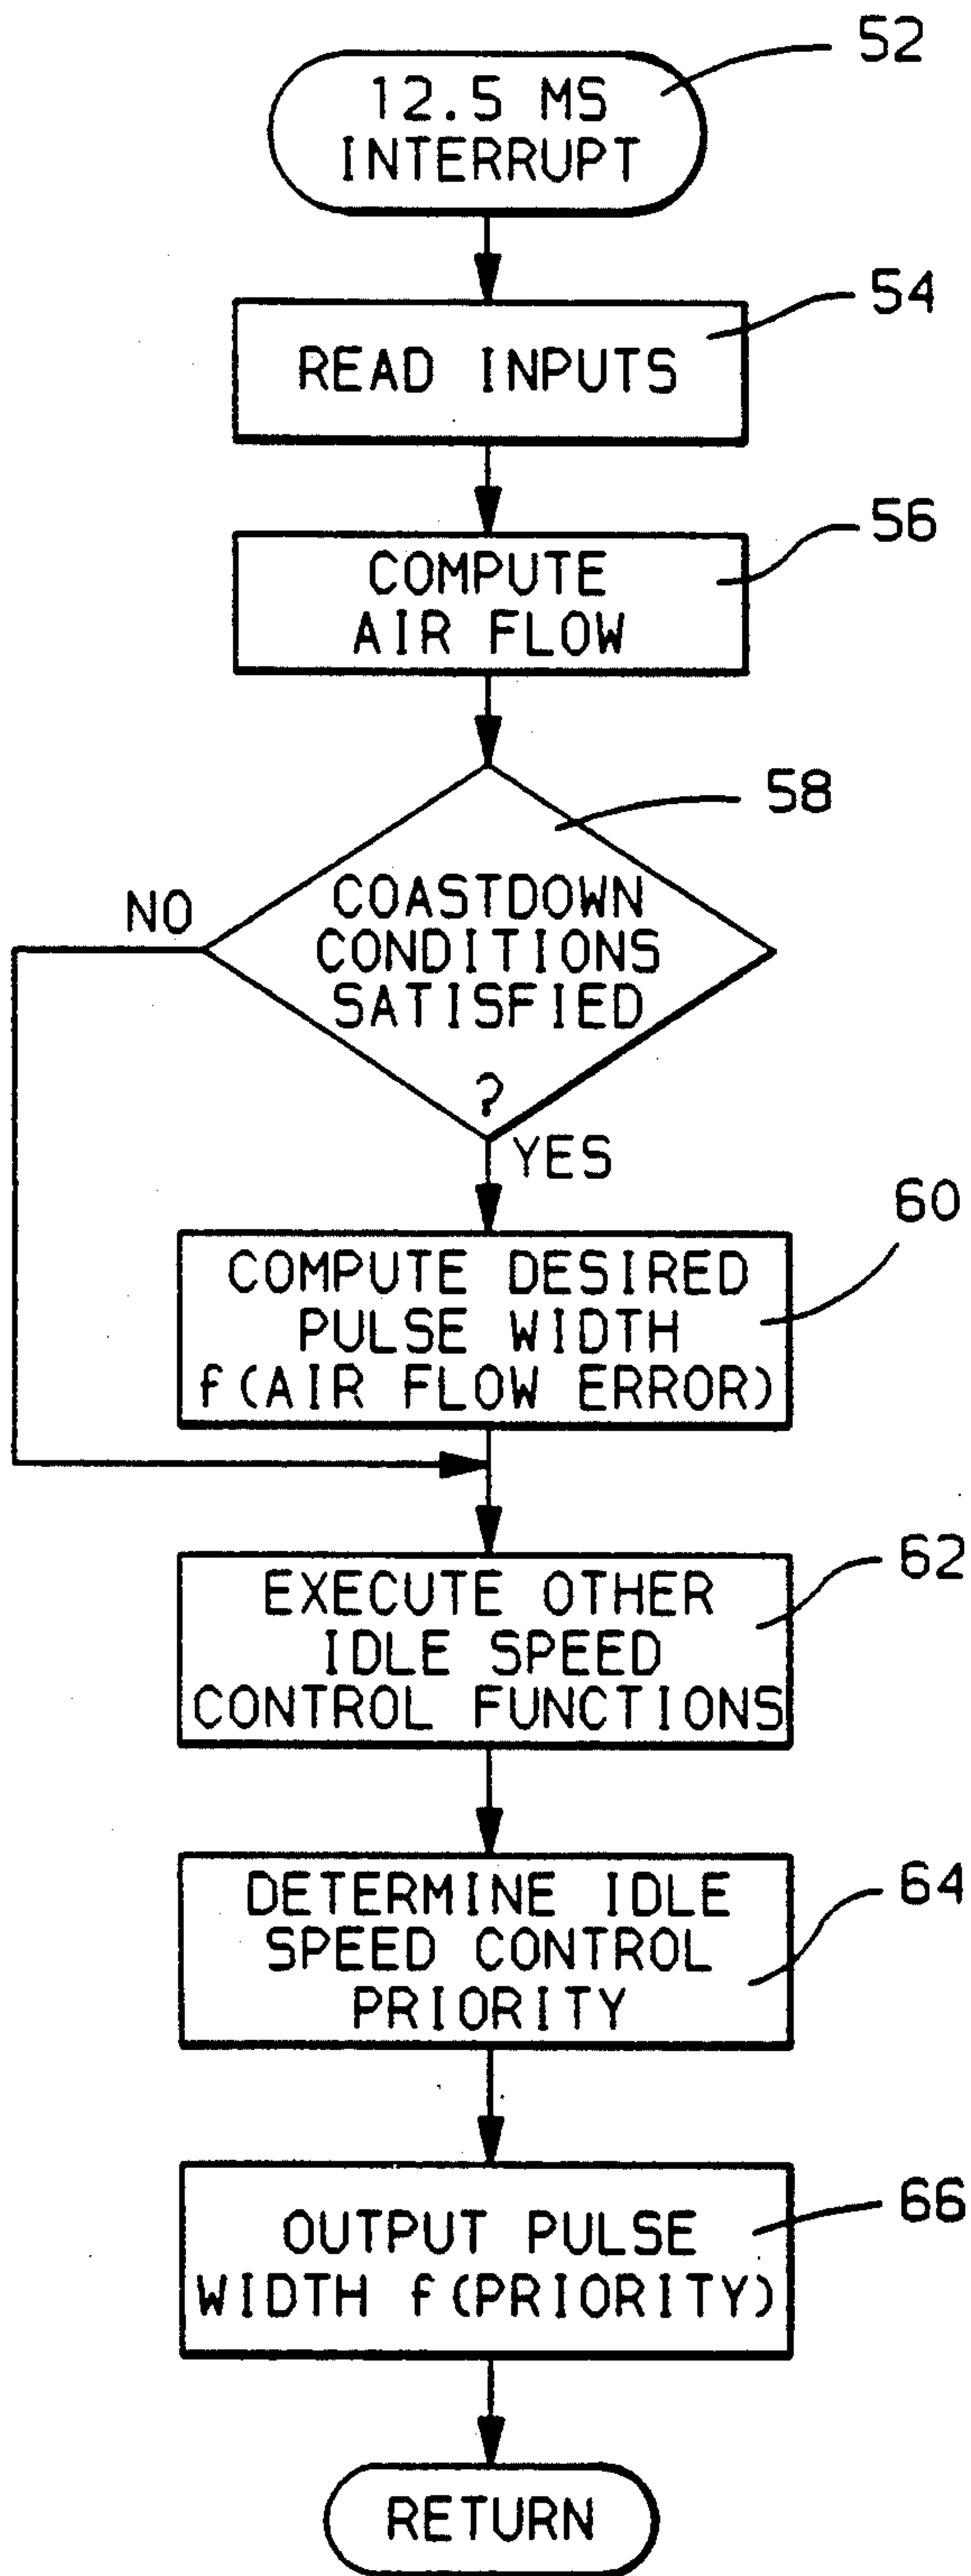 52
12.5 MS
INTERRUPT
54
READ INPUTS
56
COMPUTE
AIR FLOW
58
COASTDOWN
CONDITIONS
SATISFIED
?
NO
YES
60
COMPUTE DESIRED
PULSE WIDTH
f(AIR FLOW ERROR)
62
EXECUTE OTHER
IDLE SPEED
CONTROL FUNCTIONS
64
DETERMINE IDLE
SPEED CONTROL
PRIORITY
66
OUTPUT PULSE
WIDTH f(PRIORITY)
RETURN